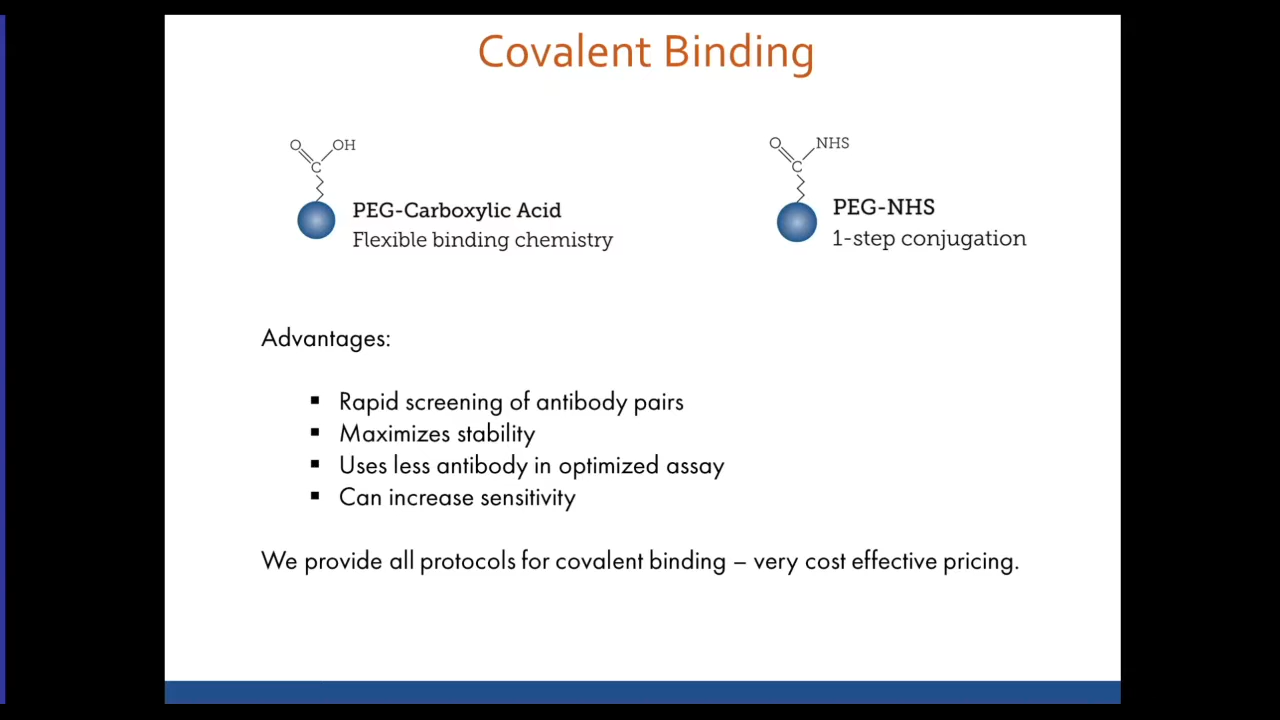 Covalent Binding
O OH
C
PEG-Carboxylic Acid
Flexible binding chemistry
O NHS
C
PEG-NHS
1-step conjugation
Advantages:
▪ Rapid screening of antibody pairs
▪ Maximizes stability
▪ Uses less antibody in optimized assay
▪ Can increase sensitivity
We provide all protocols for covalent binding – very cost effective pricing.